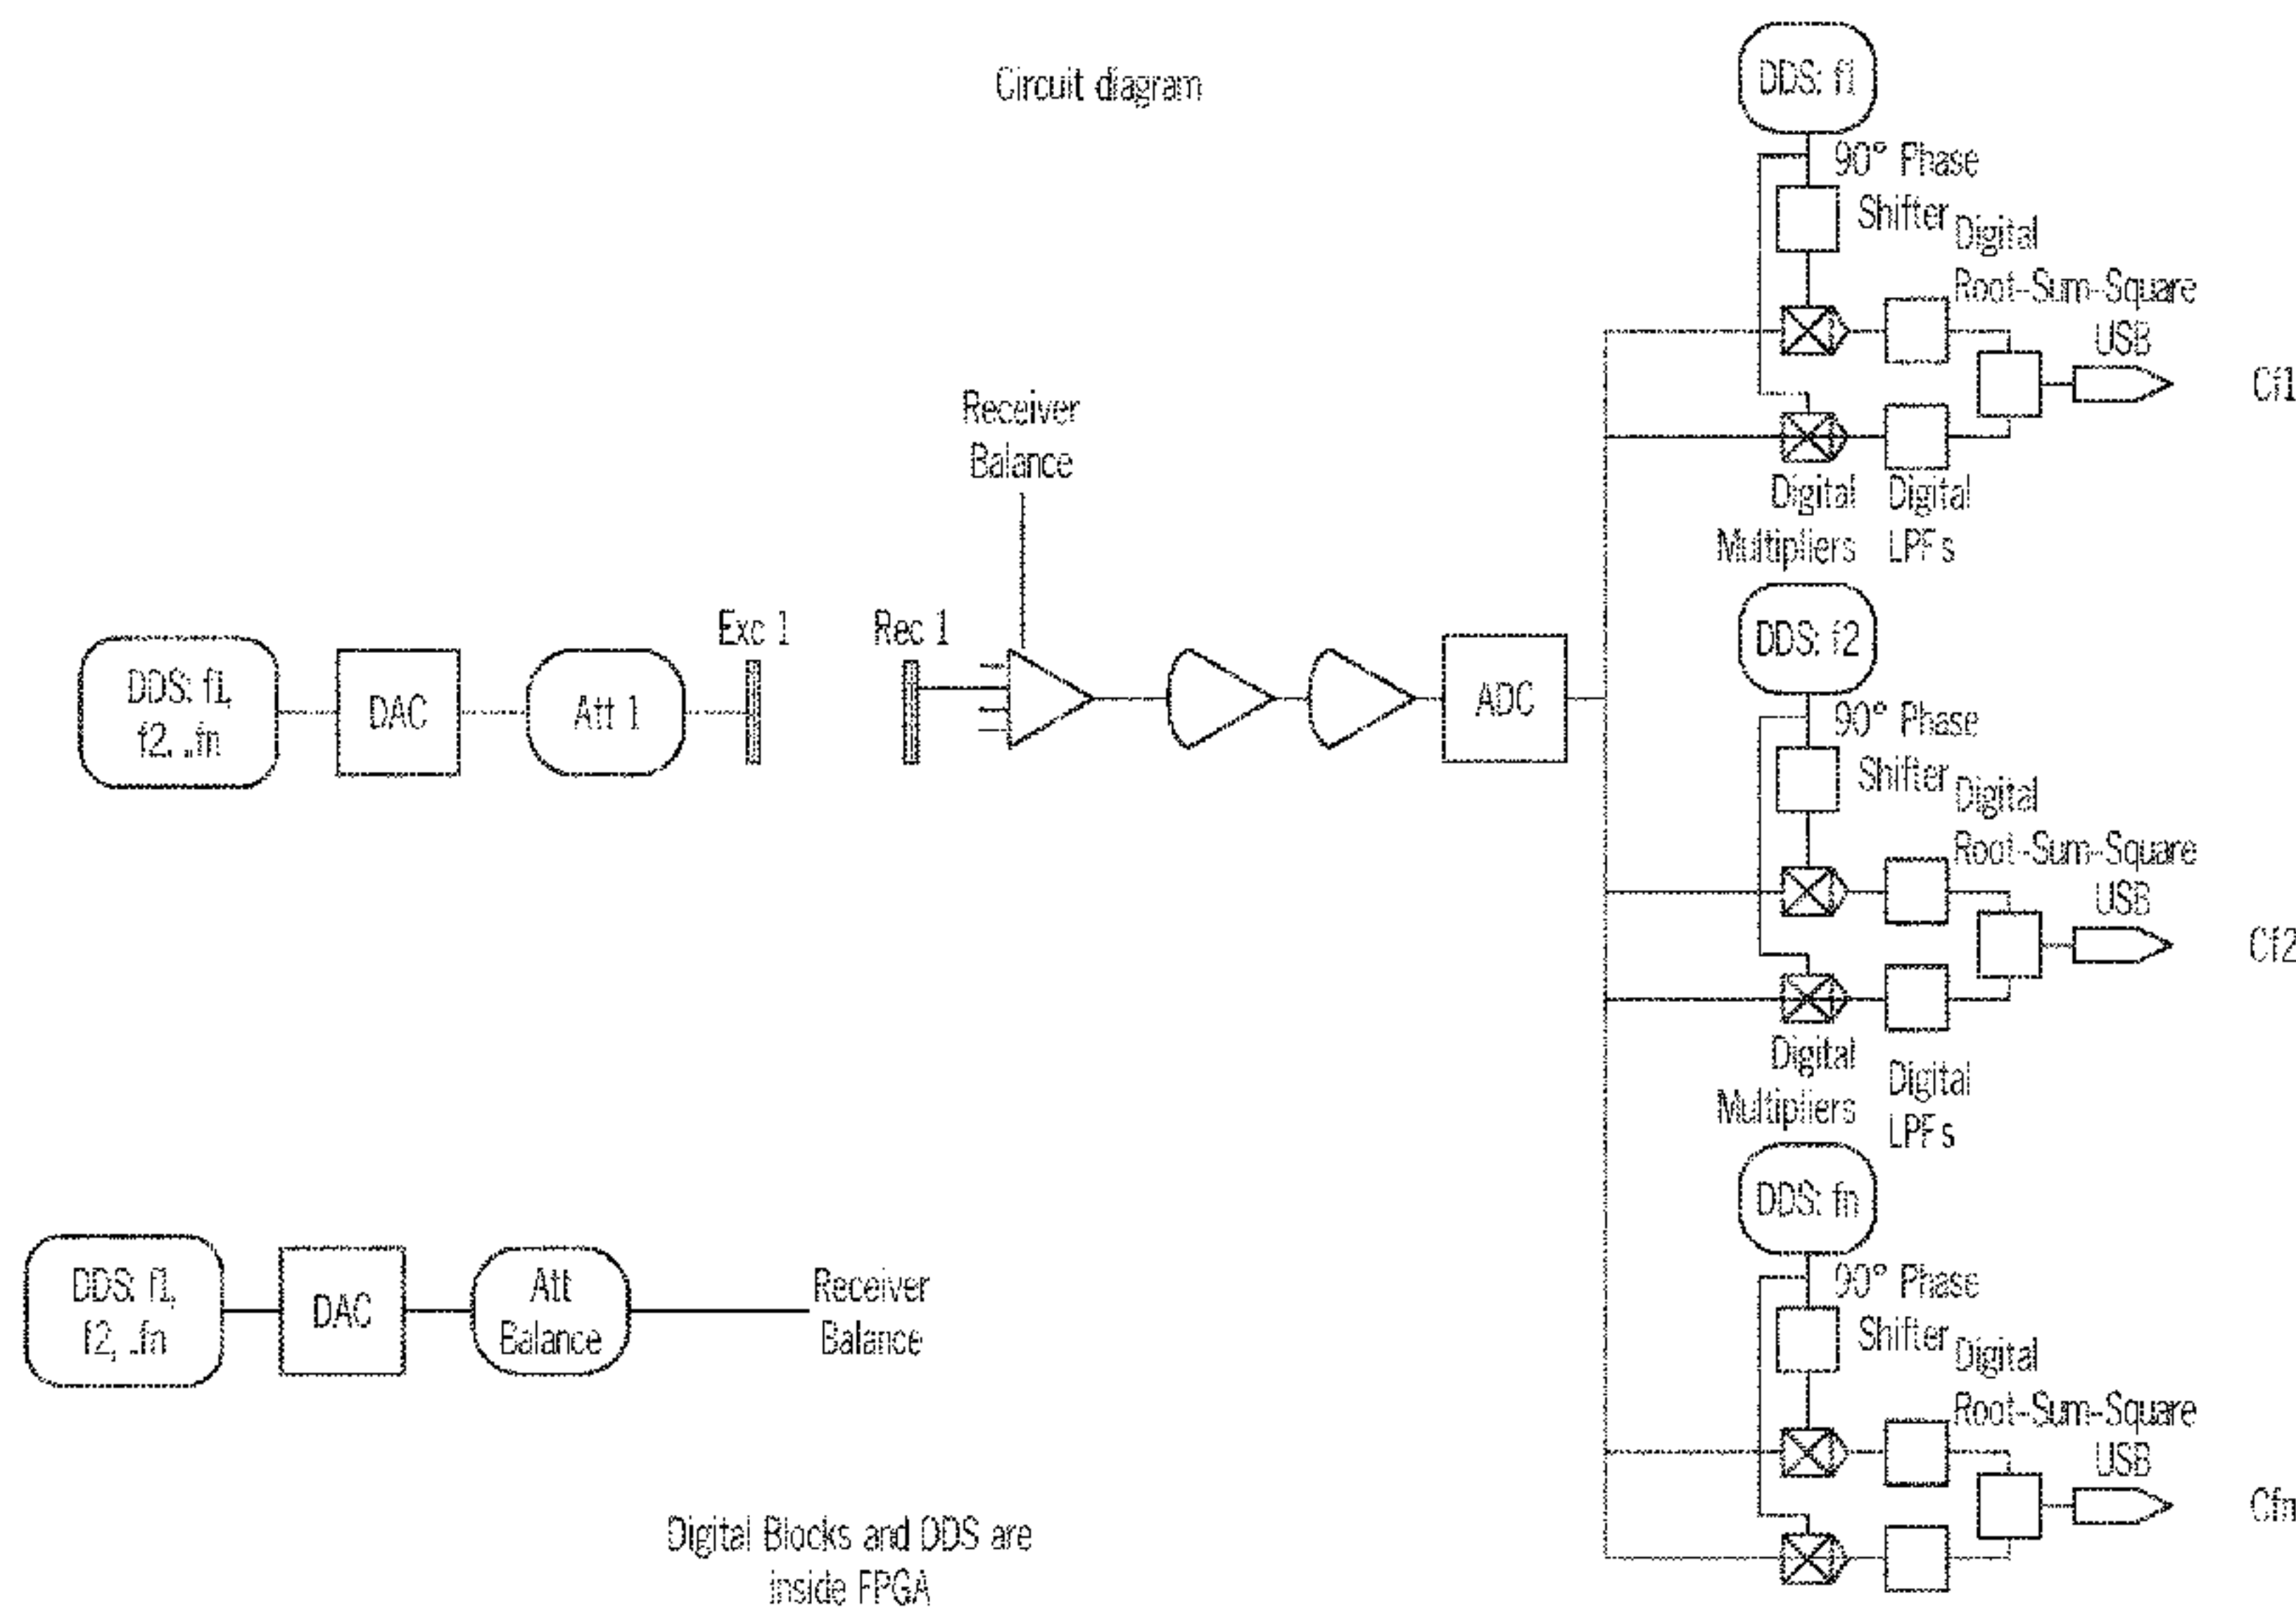 Circuit diagram
DDS: f1
90° Phase
Shifter
Digital
Root-Sum-Square
USB
Cf1
Digital
Multipliers
Digital
LPFs
Receiver
Balance
DDS: f1,
f2, ..fn
DAC
Att 1
Exc 1
Rec 1
ADC
DDS: f2
90° Phase
Shifter
Digital
Root-Sum-Square
USB
Cf2
Digital
Multipliers
Digital
LPFs
DDS: f1,
f2, ..fn
DAC
Att
Balance
Receiver
Balance
DDS: fn
90° Phase
Shifter
Digital
Root-Sum-Square
USB
Cfn
Digital Blocks and DDS are
inside FPGA